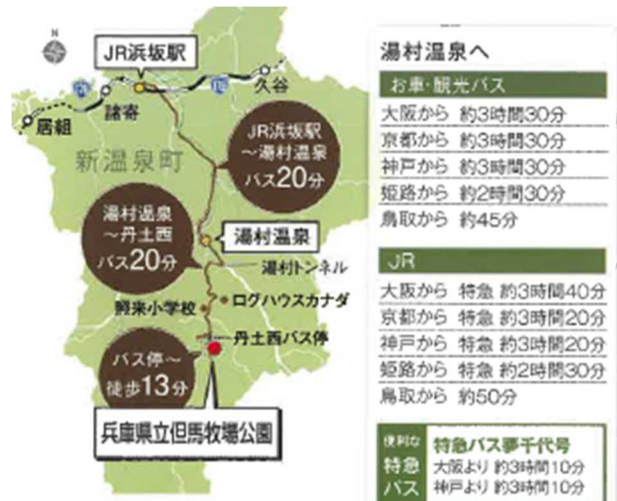 N
JR浜坂駅
178
178
久谷
居組
諸寄
新温泉町
JR浜坂駅
～湯村温泉
バス20分
湯村温泉
～丹土西
バス20分
湯村温泉
湯村トンネル
ログハウスカナダ
照来小学校
丹土西バス停
バス停～
徒歩13分
兵庫県立但馬牧場公園
湯村温泉へ
お車・観光バス
大阪から 約3時間30分
京都から 約3時間30分
神戸から 約3時間30分
姫路から 約2時間30分
鳥取から 約45分
JR
大阪から 特急 約3時間40分
京都から 特急 約3時間20分
神戸から 特急 約3時間20分
姫路から 特急 約2時間30分
鳥取から 約50分
便利な
特急
バス
特急バス夢千代号
大阪より 約3時間10分
神戸より 約3時間10分